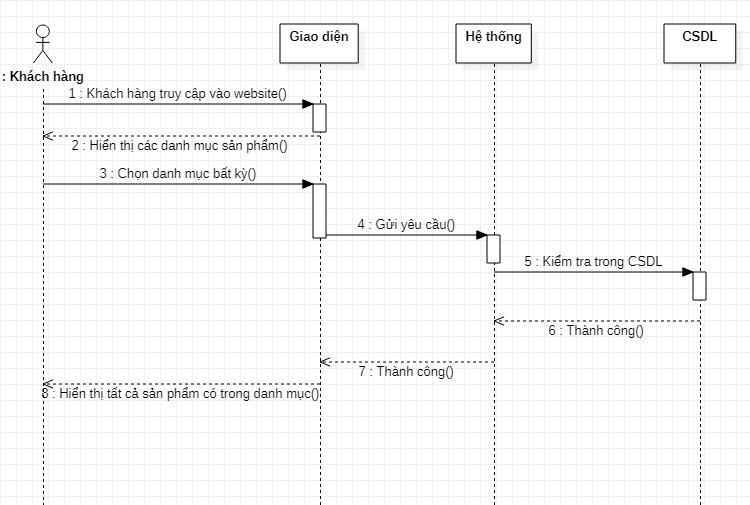 Giao diện
Hệ thống
CSDL
: Khách hàng
1 : Khách hàng truy cập vào website()
2 : Hiển thị các danh mục sản phẩm()
3 : Chọn danh mục bất kỳ()
4 : Gửi yêu cầu()
5 : Kiểm tra trong CSDL
6 : Thành công()
7 : Thành công()
8 : Hiển thị tất cả sản phẩm có trong danh mục()